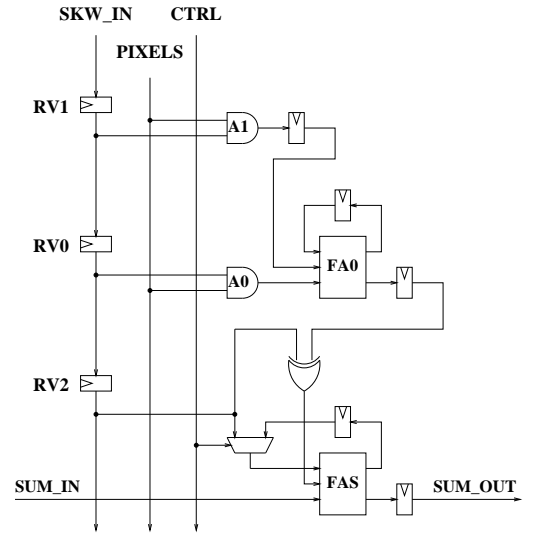 SKW_IN CTRL
PIXELS
RV1
A1
RV0
FA0
A0
RV2
SUM_IN
FAS
SUM_OUT